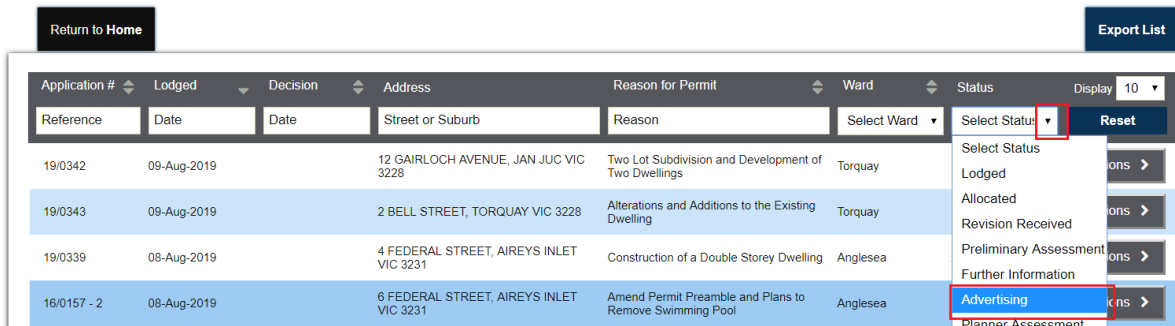 Return to Home
Export List
Application # Lodged Decision Address Reason for Permit Ward Status Display 10
Reference Date Date Street or Suburb Reason Select Ward Select Status Reset
Select Status
19/0342 09-Aug-2019 12 GAIRLOCH AVENUE, JAN JUC VIC Two Lot Subdivision and Development of Torquay
3228 Two Dwellings
Lodged
Allocated
19/0343 09-Aug-2019 2 BELL STREET, TORQUAY VIC 3228 Alterations and Additions to the Existing Torquay
Dwelling
Revision Received
19/0339 08-Aug-2019 4 FEDERAL STREET, AIREYS INLET Construction of a Double Storey Dwelling Anglesea
VIC 3231
Preliminary Assessment
Further Information
16/0157 - 2 08-Aug-2019 6 FEDERAL STREET, AIREYS INLET Amend Permit Preamble and Plans to Anglesea
VIC 3231 Remove Swimming Pool
Advertising
Planner Assessment